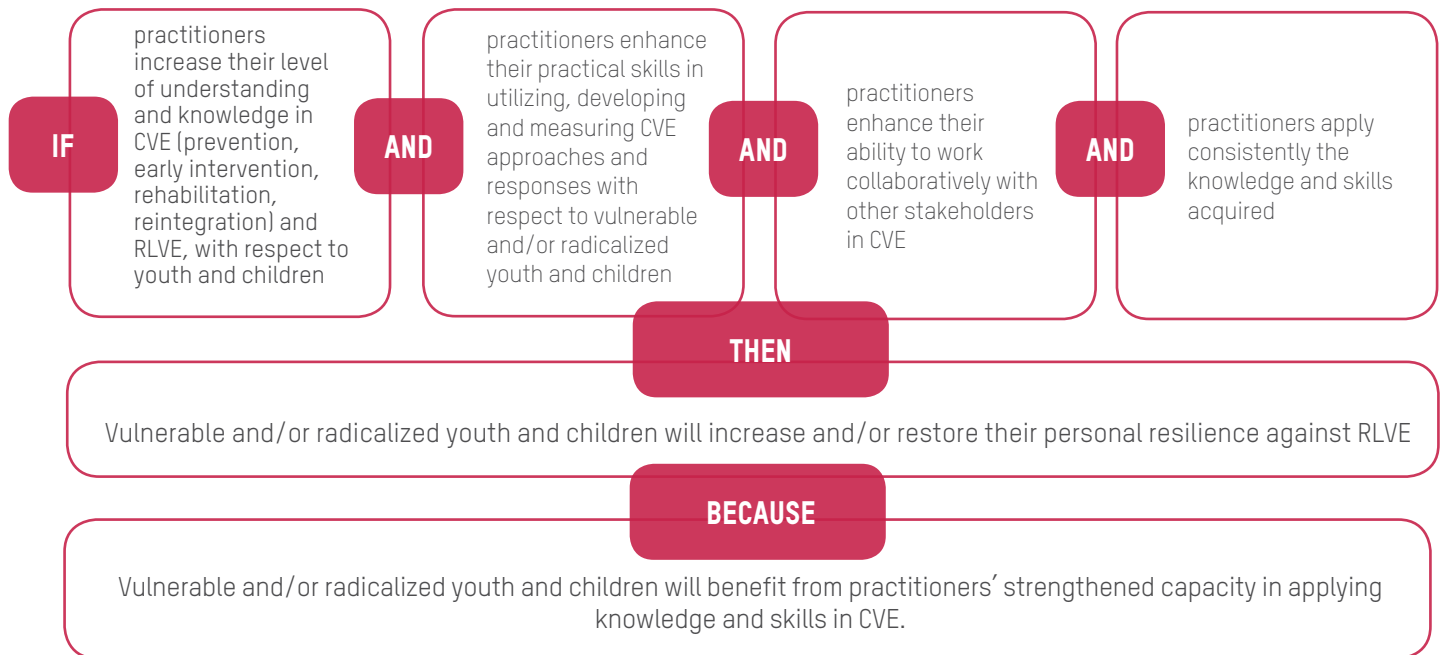 IF
practitioners
increase their level
of understanding
and knowledge in
CVE (prevention,
early intervention,
rehabilitation,
reintegration) and
RLVE, with respect to
youth and children
AND
practitioners enhance
their practical skills in
utilizing, developing
and measuring CVE
approaches and
responses with
respect to vulnerable
and/or radicalized
youth and children
AND
practitioners
enhance their
ability to work
collaboratively with
other stakeholders
in CVE
AND
practitioners apply
consistently the
knowledge and skills
acquired
THEN
Vulnerable and/or radicalized youth and children will increase and/or restore their personal resilience against RLVE
BECAUSE
Vulnerable and/or radicalized youth and children will benefit from practitioners’ strengthened capacity in applying
knowledge and skills in CVE.